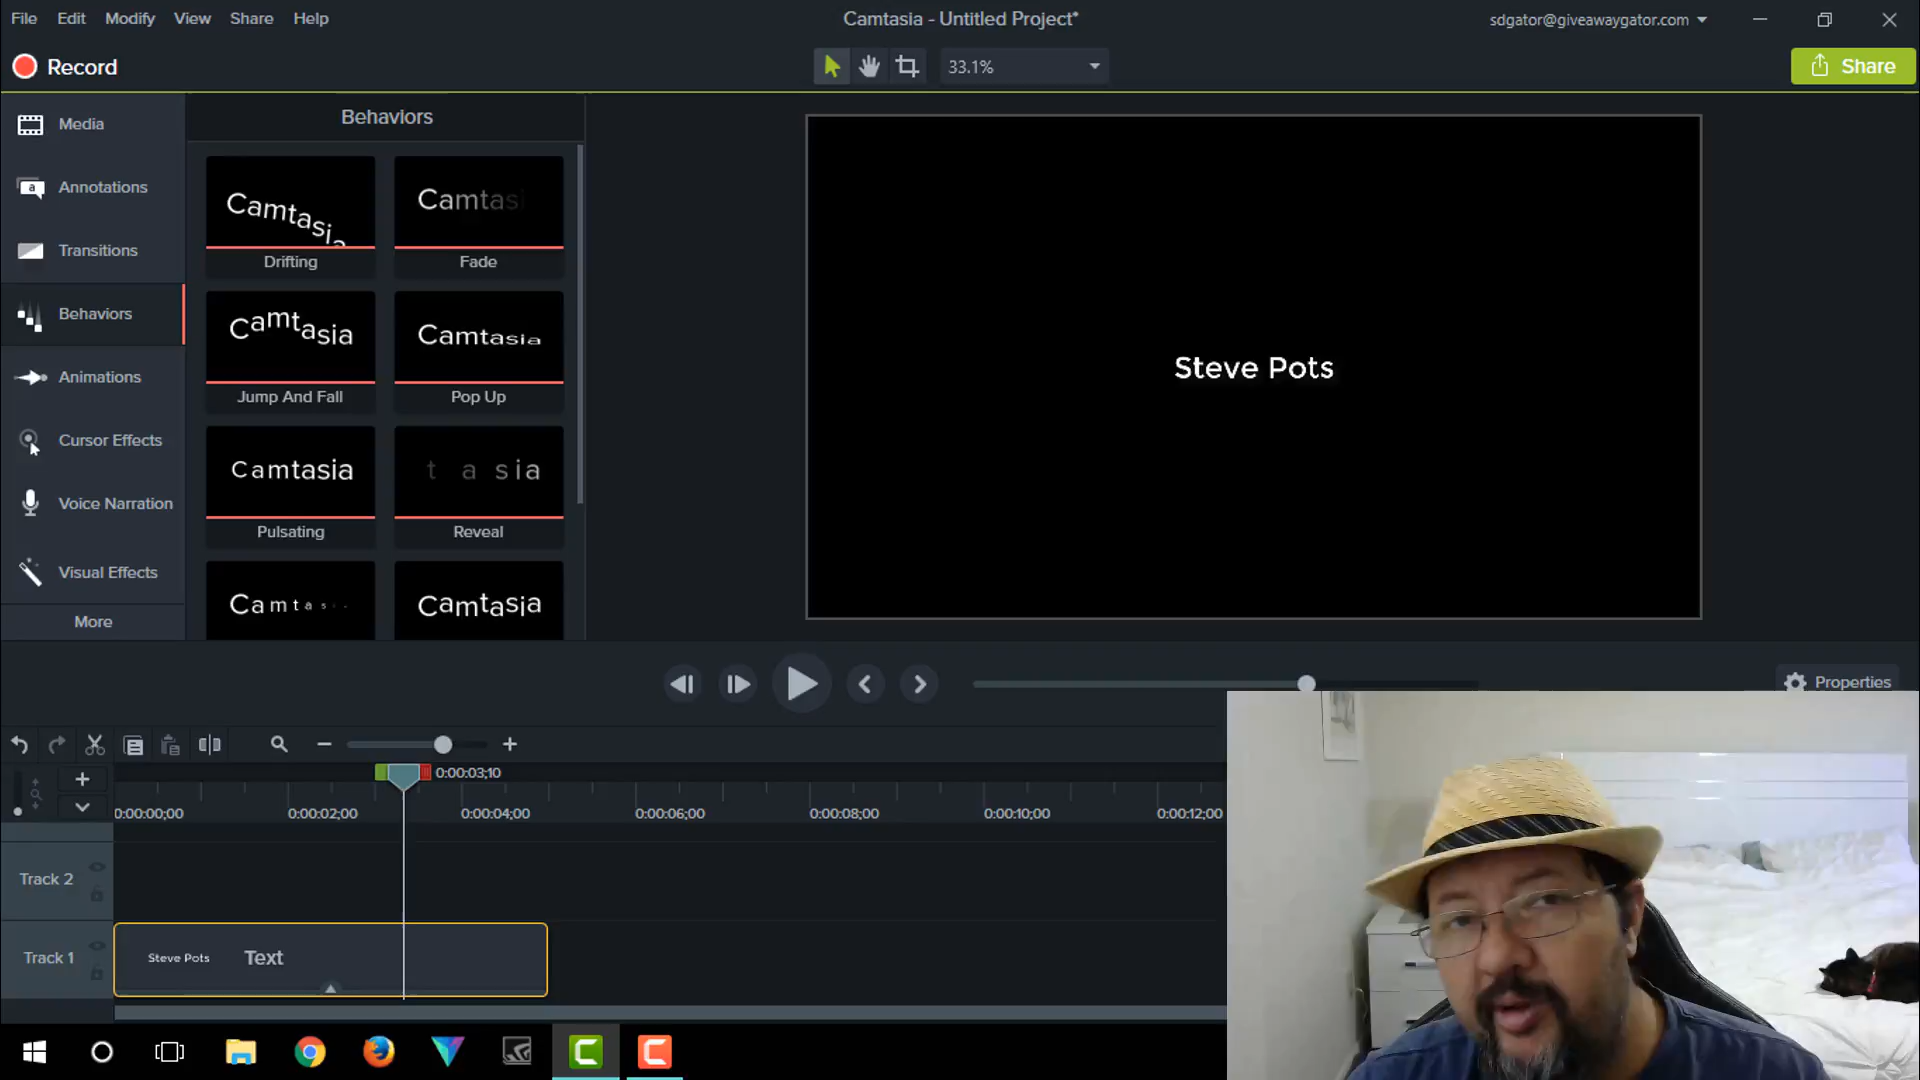 File Edit Modify View Share Help
Camtasia - Untitled Project*
sdgator@giveawaygator.com
Record
33.1%
Share
Media
Annotations
Transitions
Behaviors
Animations
Cursor Effects
Voice Narration
Visual Effects
More
Behaviors
Camtasia
Camtasi
Drifting
Fade
Camtasia
Camtasia
Jump And Fall
Pop Up
Camtasia
t a sia
Pulsating
Reveal
Camtas
Camtasia
Steve Pots
Properties
0:00:03;10
0:00:00;00
0:00:02;00
0:00:04;00
0:00:06;00
0:00:08;00
0:00:10;00
0:00:12;00
Track 2
Track 1
Steve Pots
Text